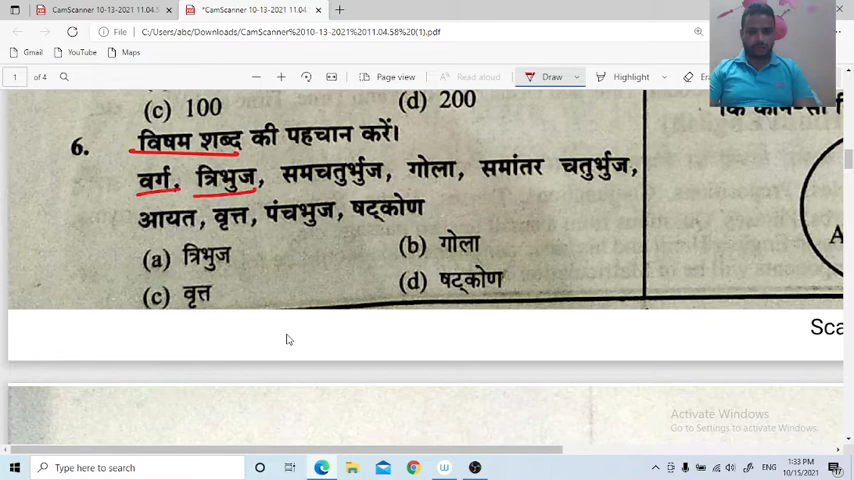 CamScanner 10-13-2021 11.04.5
*CamScanner 10-13-2021 11.04...
File
C:/Users/abc/Downloads/CamScanner%2010-13-2021%2011.04.58%20(1).pdf
Gmail
YouTube
Maps
1
of 4
Page view
Read aloud
Draw
Highlight
(c) 100
(d) 200
6. विषम शब्द की पहचान करें।
वर्ग, त्रिभुज, समचतुर्भुज, गोला, समांतर चतुर्भुज,
आयत, वृत्त, पंचभुज, षट्कोण
(a) त्रिभुज
(b) गोला
(c) वृत्त
(d) षट्कोण
A
Sca
Activate Windows
Go to Settings to activate Windows.
Type here to search
ENG
1:33 PM
10/15/2021
17